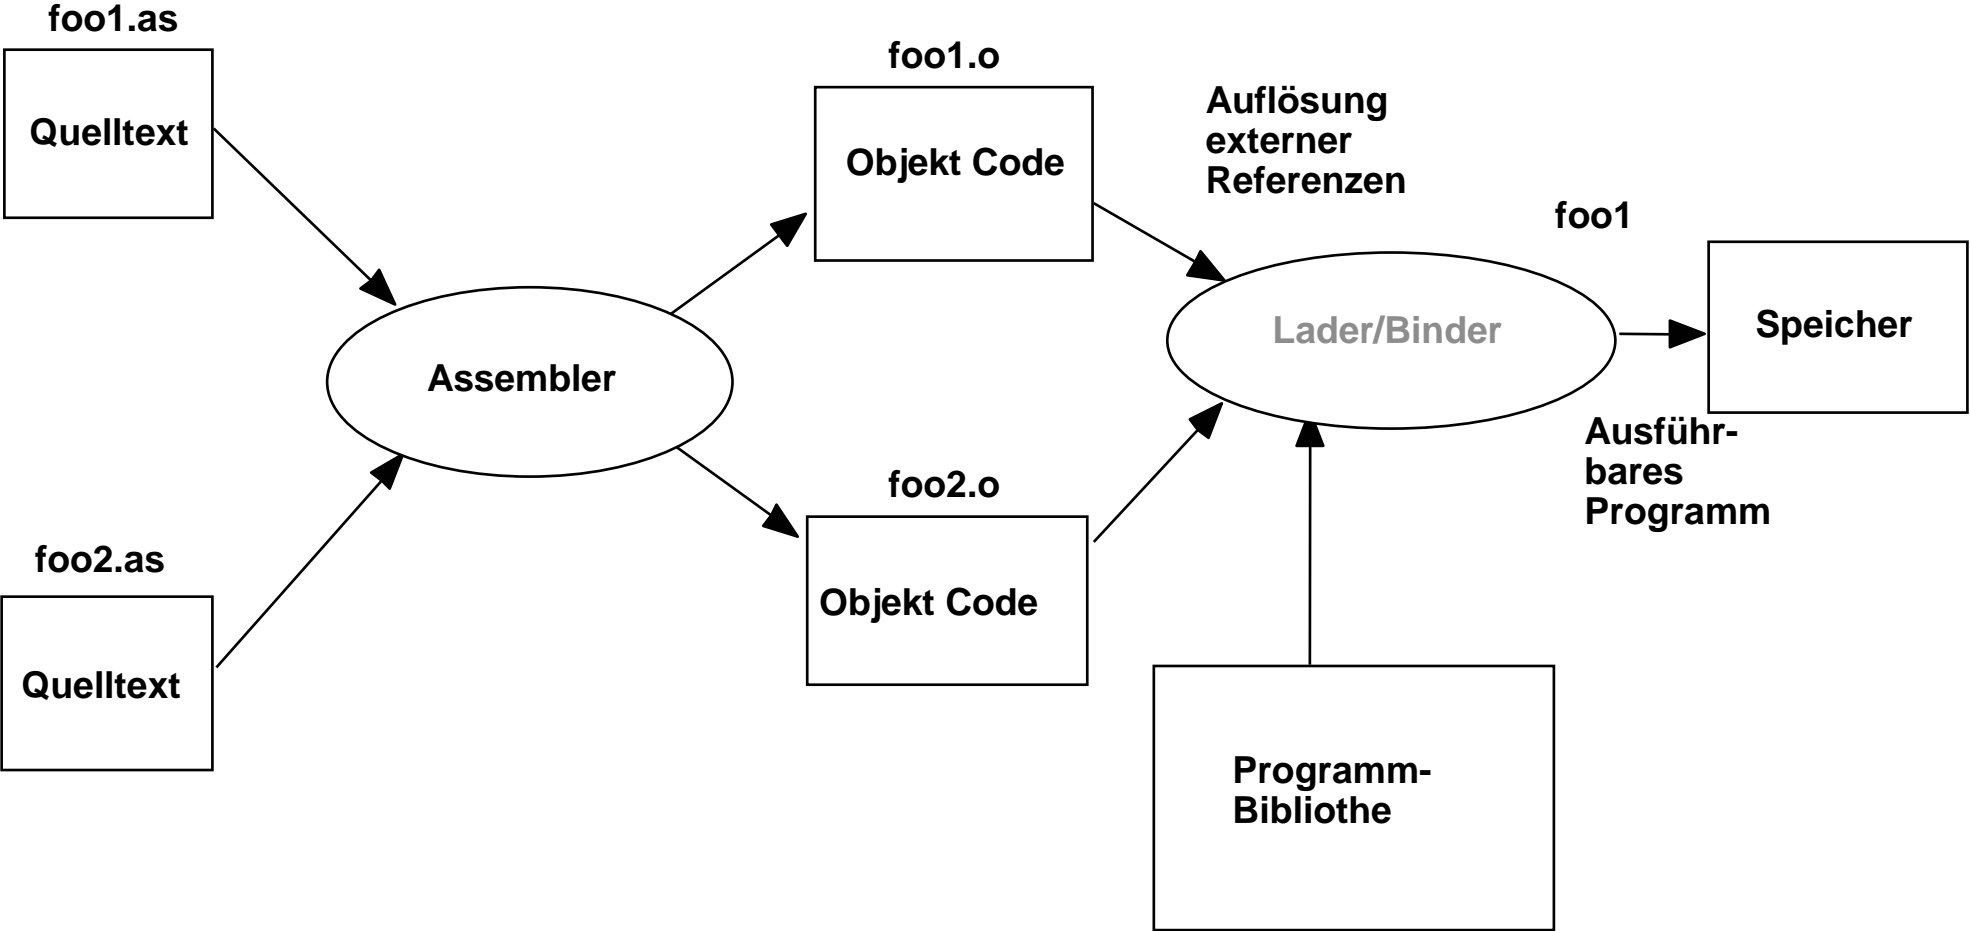 foo1.as
Quelltext
foo1.o
Objekt Code
Auflösung
externer
Referenzen
foo1
Lader/Binder
Speicher
Assembler
Ausführ-
bares
Programm
foo2.o
Objekt Code
foo2.as
Quelltext
Programm-
Bibliothe